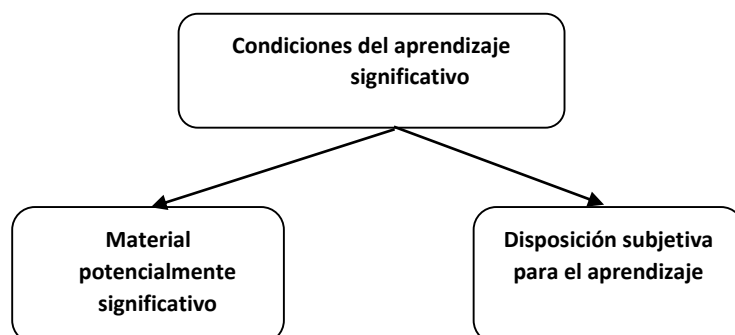 Condiciones del aprendizaje
significativo
Material
potencialmente
significativo
Disposición subjetiva
para el aprendizaje